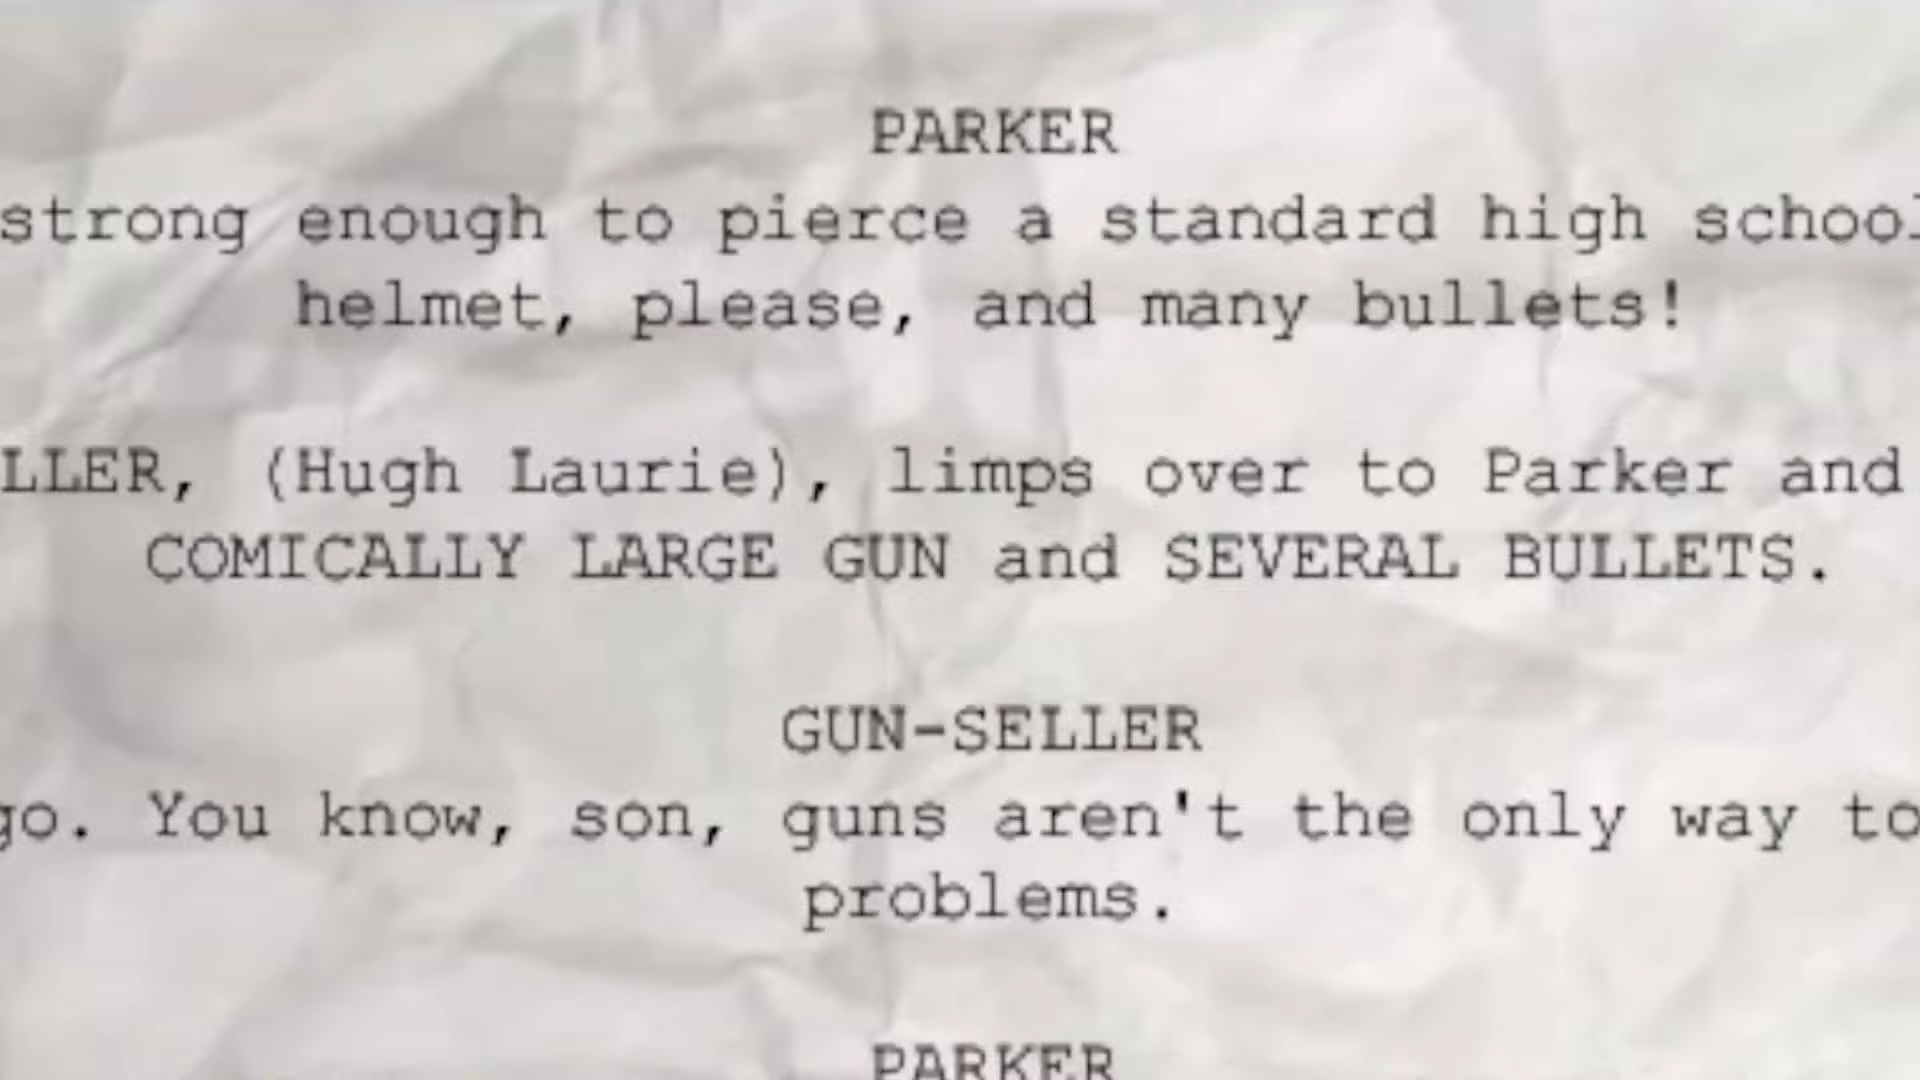 PARKER
strong enough to pierce a standard high school
helmet, please, and many bullets!
LLER, (Hugh Laurie), limps over to Parker and
COMICALLY LARGE GUN and SEVERAL BULLETS.
GUN-SELLER
go. You know, son, guns aren't the only way to
problems.
PARKER